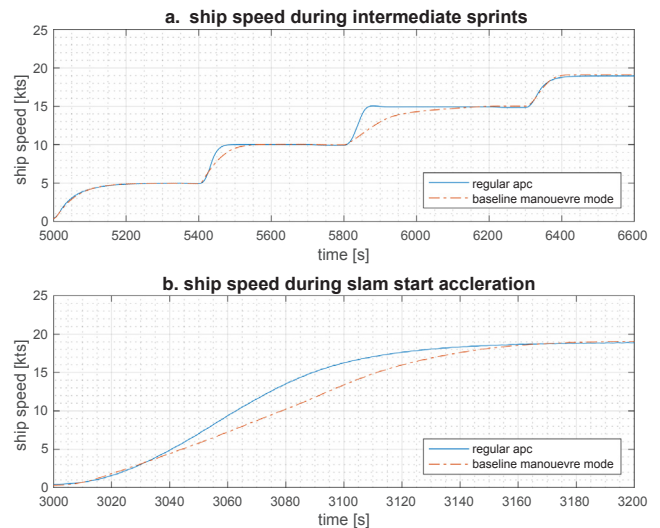 a. ship speed during intermediate sprints
25
20
15
10
5
0
ship speed [kts]
regular apc
baseline manouevre mode
5000 5200 5400 5600 5800 6000 6200 6400 6600
time [s]
b. ship speed during slam start accleration
25
20
15
10
5
0
ship speed [kts]
regular apc
baseline manouevre mode
3000 3020 3040 3060 3080 3100 3120 3140 3160 3180 3200
time [s]